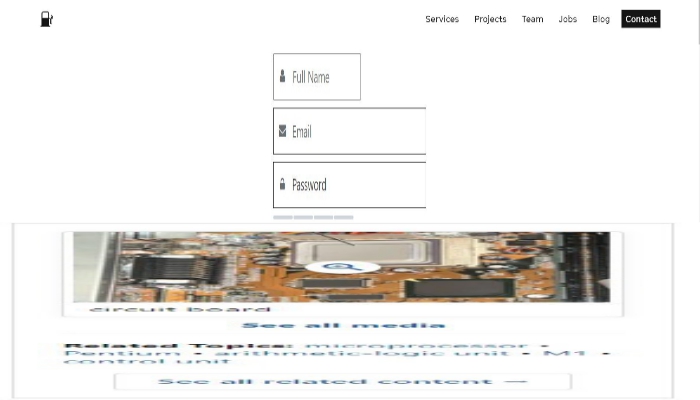 Services Projects Team Jobs Blog Contact
Full Name
Email
Password
circuit board
See all media
Related Topics: microprocessor •
Pentium • arithmetic-logic unit • M1 •
control unit
See all related content →